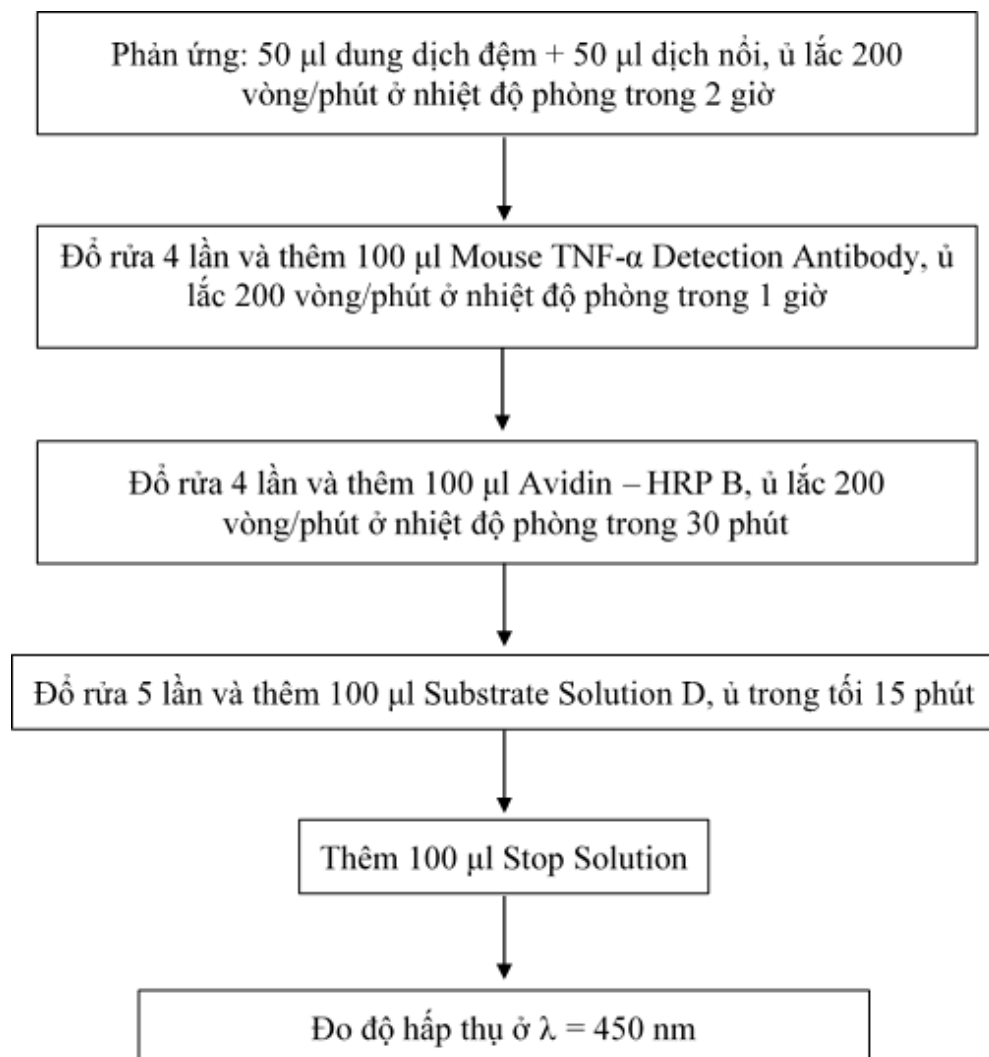 Phản ứng: 50 μl dung dịch đệm + 50 μl dịch nổi, ủ lắc 200
vòng/phút ở nhiệt độ phòng trong 2 giờ
Đổ rửa 4 lần và thêm 100 μl Mouse TNF-α Detection Antibody, ủ
lắc 200 vòng/phút ở nhiệt độ phòng trong 1 giờ
Đổ rửa 4 lần và thêm 100 μl Avidin – HRP B, ủ lắc 200
vòng/phút ở nhiệt độ phòng trong 30 phút
Đổ rửa 5 lần và thêm 100 μl Substrate Solution D, ủ trong tối 15 phút
Thêm 100 μl Stop Solution
Đo độ hấp thụ ở λ = 450 nm